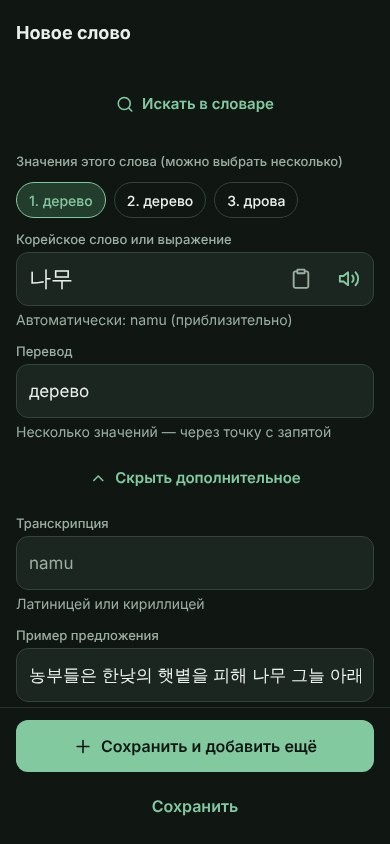 Новое слово
Искать в словаре
Значения этого слова (можно выбрать несколько)
1. дерево 2. дерево 3. дрова
Корейское слово или выражение
나무
Автоматически: namu (приблизительно)
Перевод
дерево
Несколько значений — через точку с запятой
Скрыть дополнительное
Транскрипция
namu
Латиницей или кириллицей
Пример предложения
농부들은 한낮의 햇볕을 피해 나무 그늘 아래
Сохранить и добавить ещё
Сохранить